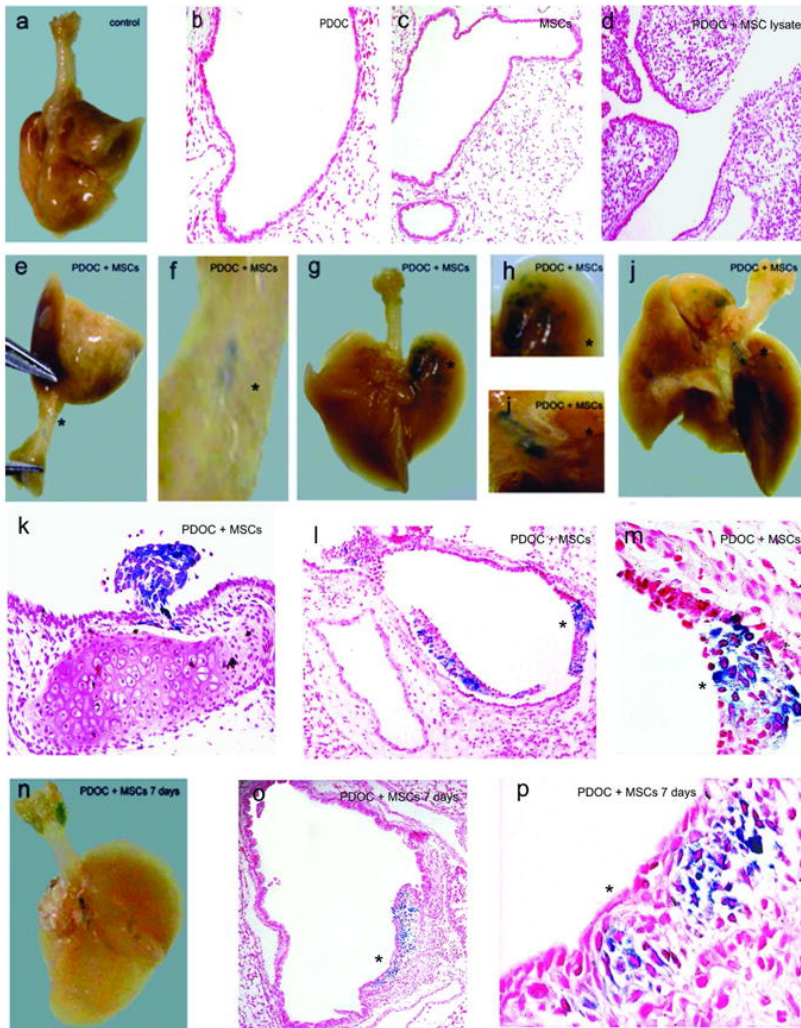 a control
b PDOC
c MSCs
d PDOC + MSC lysate
e PDOC + MSCs
f PDOC + MSCs
g PDOC + MSCs
h PDOC + MSCs
j PDOC + MSCs
i PDOC + MSCs
k PDOC + MSCs
l PDOC + MSCs
m PDOC + MSCs
n PDOC + MSCs 7 days
o PDOC + MSCs 7 days
p PDOC + MSCs 7 days